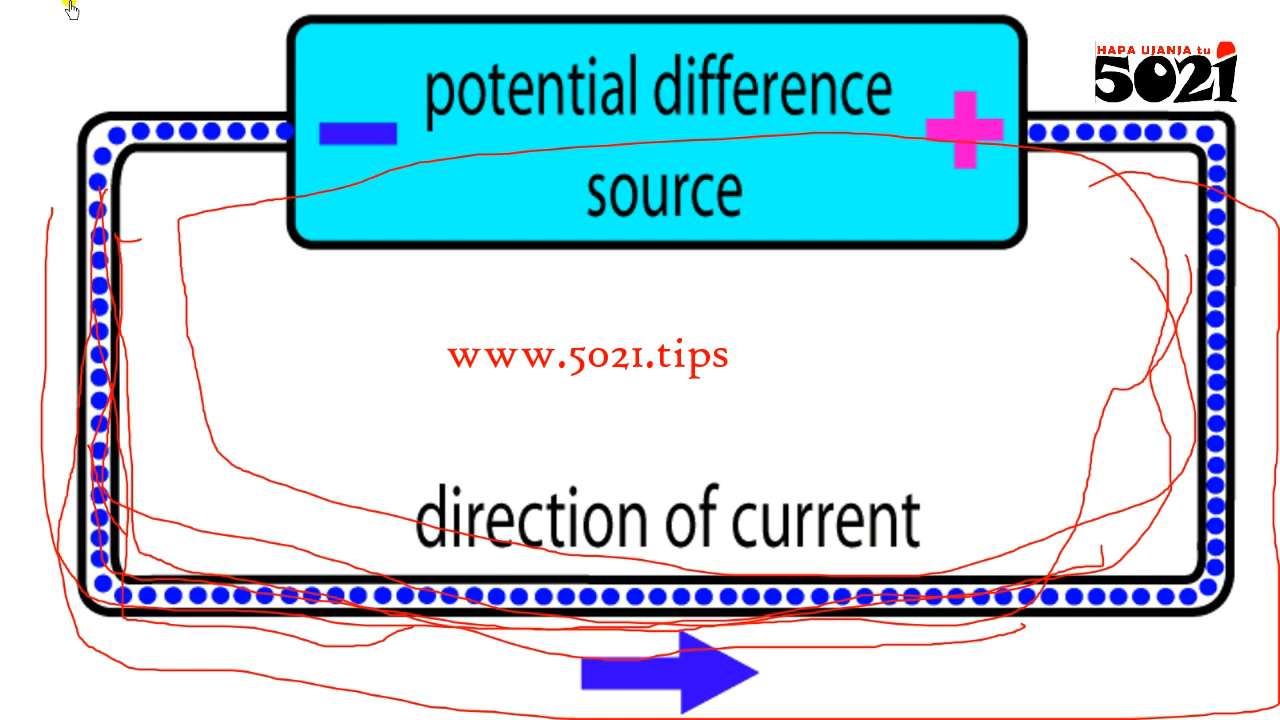 HAPA UJANJA tu
5021
potential difference
source
www.5021.tips
direction of current